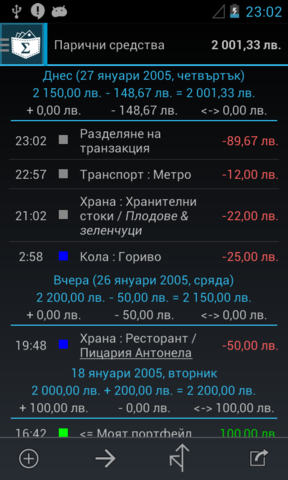 23:02
Σ
Парични средства 2 001,33 лв.
Днес (27 януари 2005, четвъртък)
2 150,00 лв. - 148,67 лв. = 2 001,33 лв.
+ 0,00 лв. - 148,67 лв. <-> 0,00 лв.
23:02 Разделяне на транзакция -89,67 лв.
22:57 Транспорт : Метро -12,00 лв.
21:02 Храна : Хранителни стоки / Плодове & зеленчуци -22,00 лв.
2:58 Кола : Гориво -25,00 лв.
Вчера (26 януари 2005, сряда)
2 200,00 лв. - 50,00 лв. = 2 150,00 лв.
+ 0,00 лв. - 50,00 лв. <-> 0,00 лв.
19:48 Храна : Ресторант / Пицария Антонела -50,00 лв.
18 януари 2005, вторник
2 000,00 лв. + 200,00 лв. = 2 200,00 лв.
+ 100,00 лв. - 0,00 лв. <-> 100,00 лв.
16:42 <= Моят портфейл 100,00 лв.